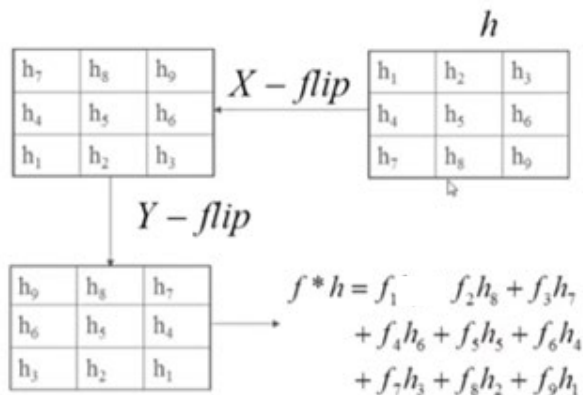 h
h₇ h₈ h₉
h₄ h₅ h₆
h₁ h₂ h₃
X – flip
h₁ h₂ h₃
h₄ h₅ h₆
h₇ h₈ h₉
Y – flip
h₉ h₈ h₇
h₆ h₅ h₄
h₃ h₂ h₁
f * h = f₁ f₂h₈ + f₃h₇
+ f₄h₆ + f₅h₅ + f₆h₄
+ f₇h₃ + f₈h₂ + f₉h₁